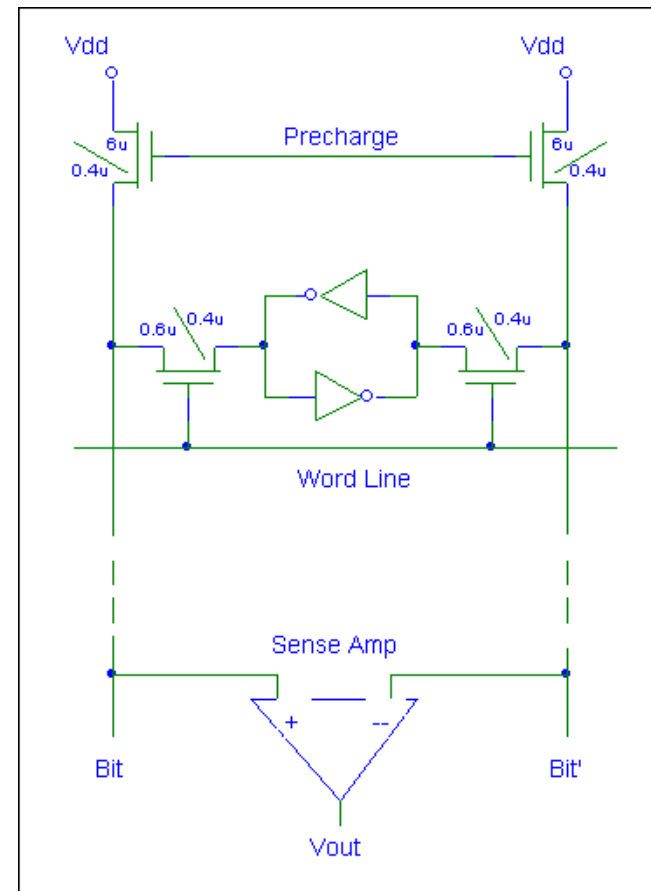 Vdd Vdd
Precharge
6u 6u
0.4u 0.4u
0.6u 0.4u 0.6u 0.4u
Word Line
Sense Amp
+ --
Bit Bit'
Vout